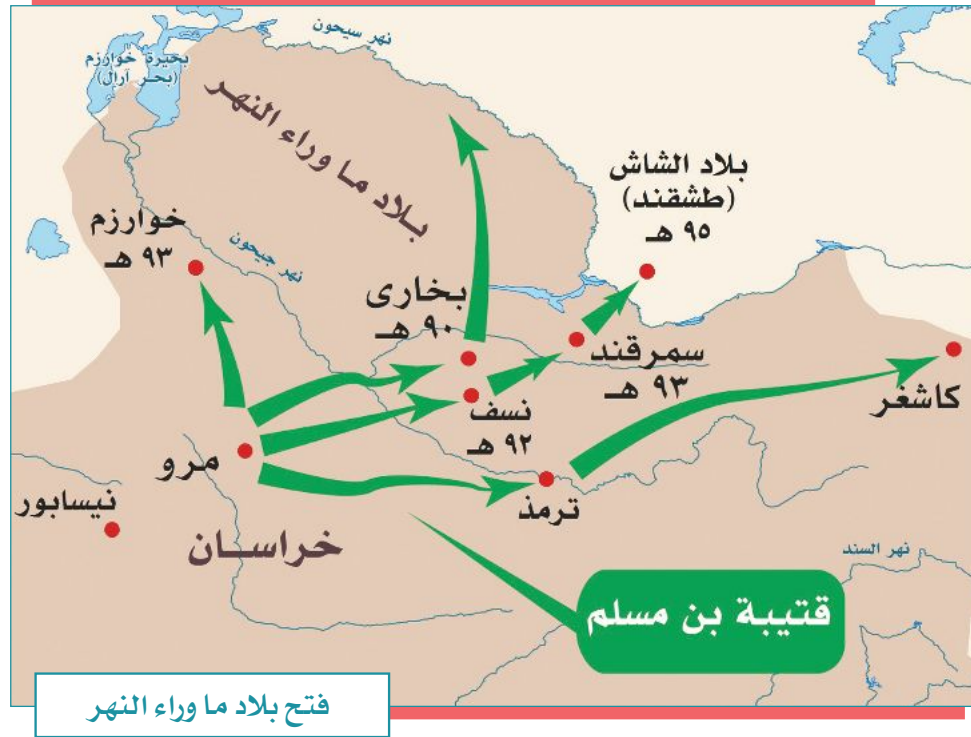 نهر سيحون
بحيرة خوارزم
(بحر آرال)
بلاد ما وراء النهر
بلاد الشاش
(طشقند)
٩٥ هـ
خوارزم
٩٣ هـ
نهر جيحون
بخارى
٩٠ هـ
سمرقند
٩٣ هـ
كاشغر
نسف
٩٢ هـ
مرو
ترمذ
نيسابور
خراسان
نهر السند
قتيبة بن مسلم
فتح بلاد ما وراء النهر